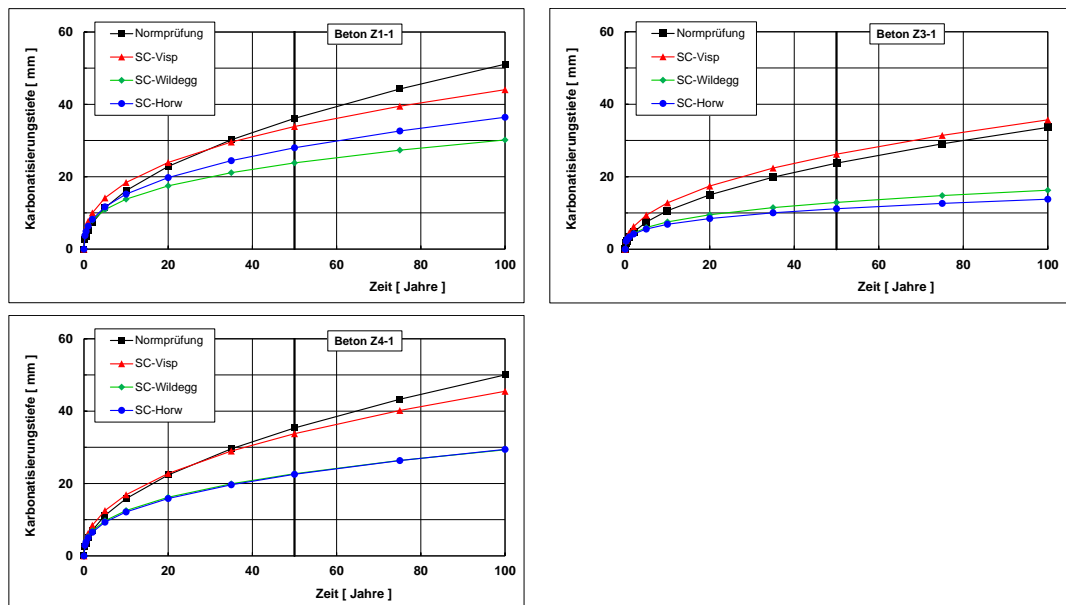 Karbonatisierungstiefe [ mm ]
60
40
20
0
Normprüfung
SC-Visp
SC-Wildegg
SC-Horw
Beton Z1-1
0 20 40 60 80 100
Zeit [ Jahre ]
Karbonatisierungstiefe [ mm ]
60
40
20
0
Normprüfung
SC-Visp
SC-Wildegg
SC-Horw
Beton Z3-1
0 20 40 60 80 100
Zeit [ Jahre ]
Karbonatisierungstiefe [ mm ]
60
40
20
0
Normprüfung
SC-Visp
SC-Wildegg
SC-Horw
Beton Z4-1
0 20 40 60 80 100
Zeit [ Jahre ]